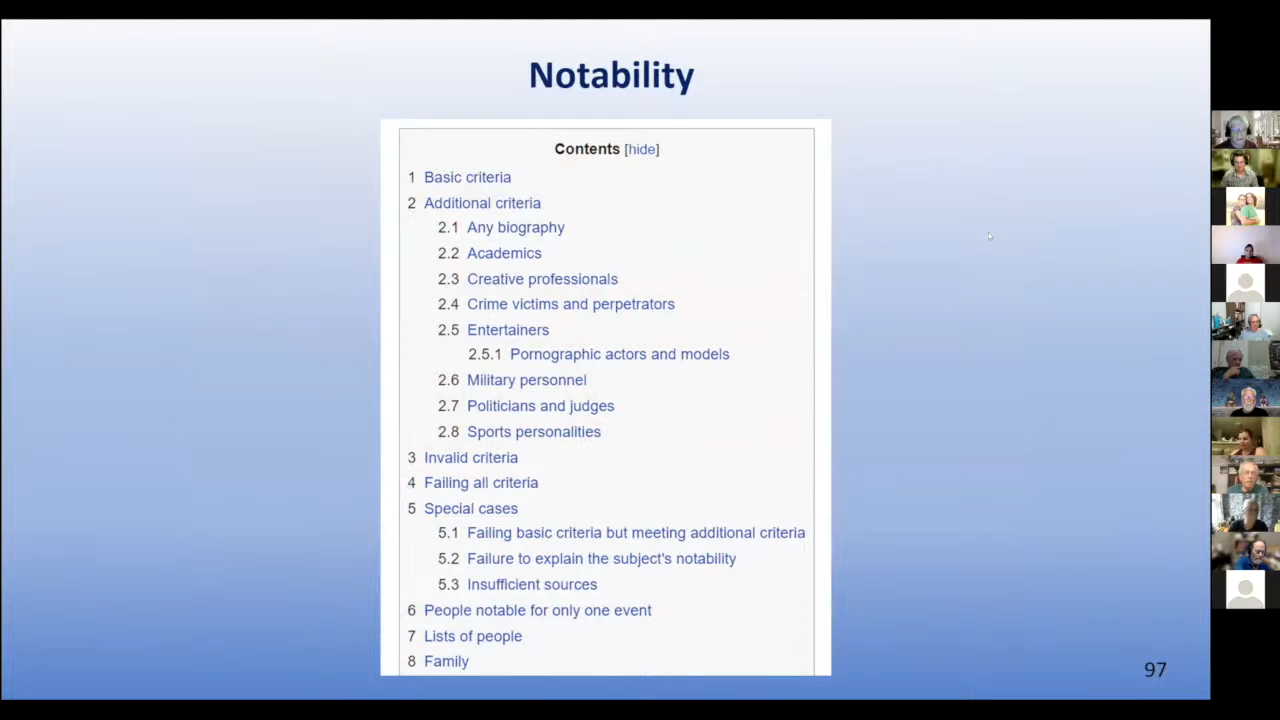 Notability
Contents [hide]
1 Basic criteria
2 Additional criteria
2.1 Any biography
2.2 Academics
2.3 Creative professionals
2.4 Crime victims and perpetrators
2.5 Entertainers
2.5.1 Pornographic actors and models
2.6 Military personnel
2.7 Politicians and judges
2.8 Sports personalities
3 Invalid criteria
4 Failing all criteria
5 Special cases
5.1 Failing basic criteria but meeting additional criteria
5.2 Failure to explain the subject's notability
5.3 Insufficient sources
6 People notable for only one event
7 Lists of people
8 Family
97